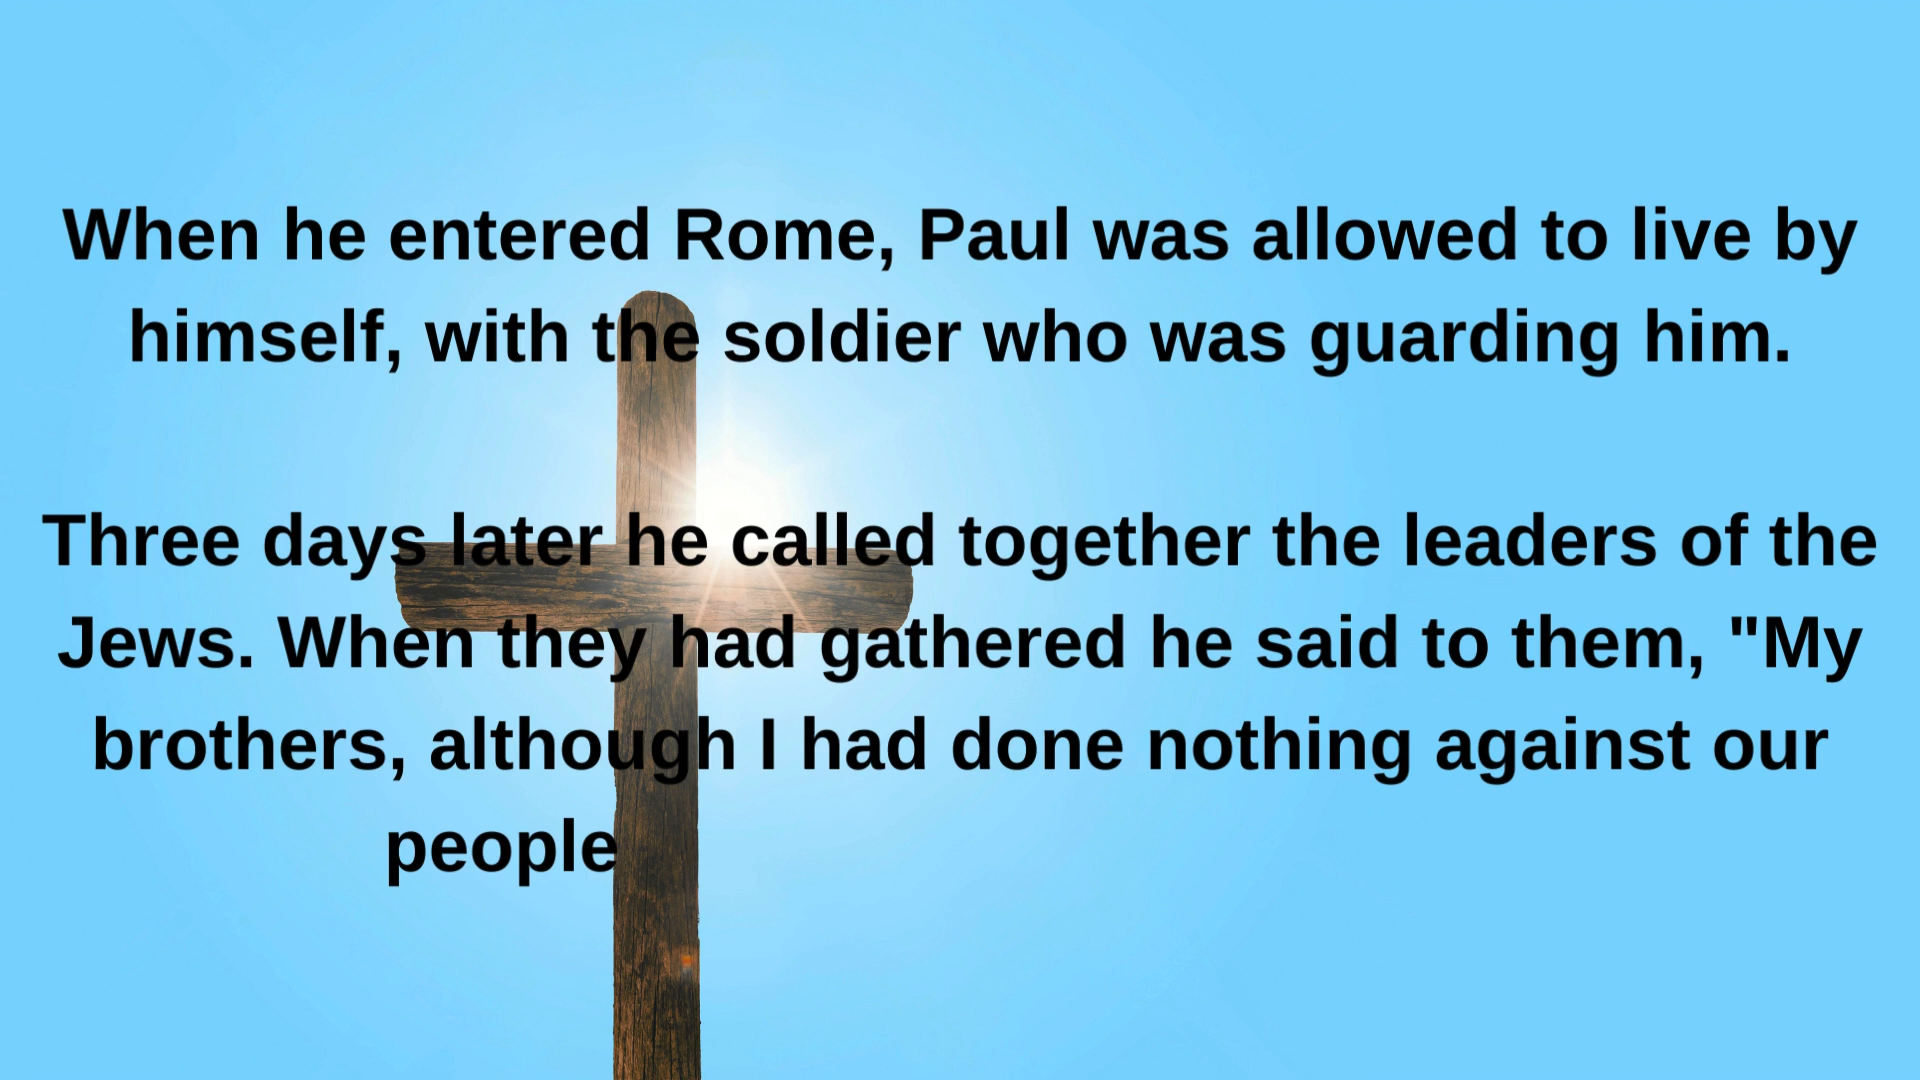 When he entered Rome, Paul was allowed to live by
himself, with the soldier who was guarding him.
Three days later he called together the leaders of the
Jews. When they had gathered he said to them, "My
brothers, although I had done nothing against our
people